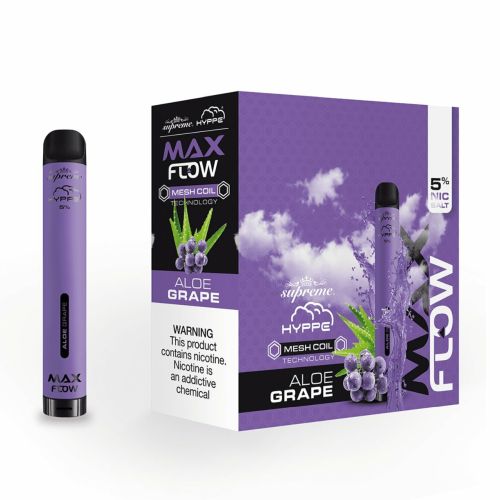 supreme
HYPPE
5%
ALOE GRAPE
MAX
FLOW
supreme.
HYPPE
MAX
FLOW
MESH COIL
TECHNOLOGY
ALOE
GRAPE
WARNING
This product
contains nicotine.
Nicotine is
an addictive
chemical
5%
NIC
SALT
MAX
FLOW
supreme.
HYPPE
MESH COIL
TECHNOLOGY
ALOE
GRAPE